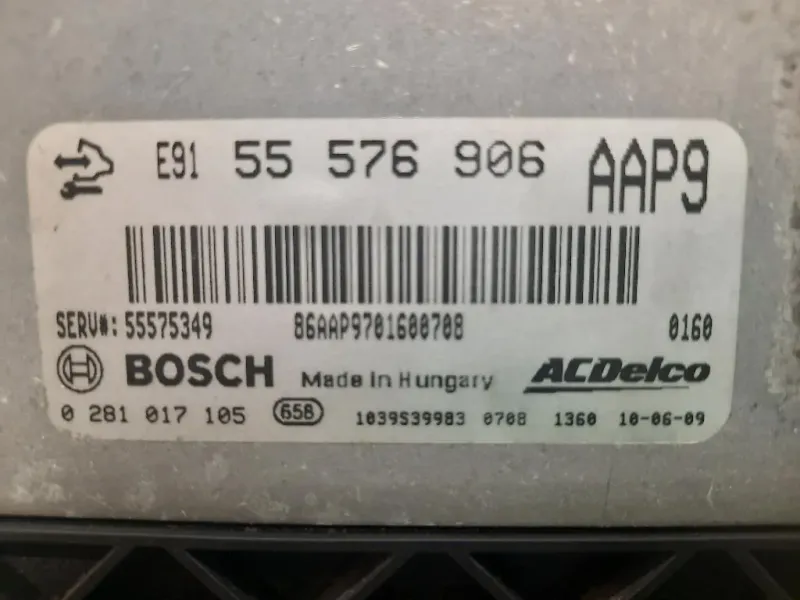 E91 55 576 906 AAP9
SERV#: 55575349 86AAP9701600708 0160
BOSCH Made in Hungary ACDelco
0 281 017 105 658 1039S39983 0708 1360 10-06-09